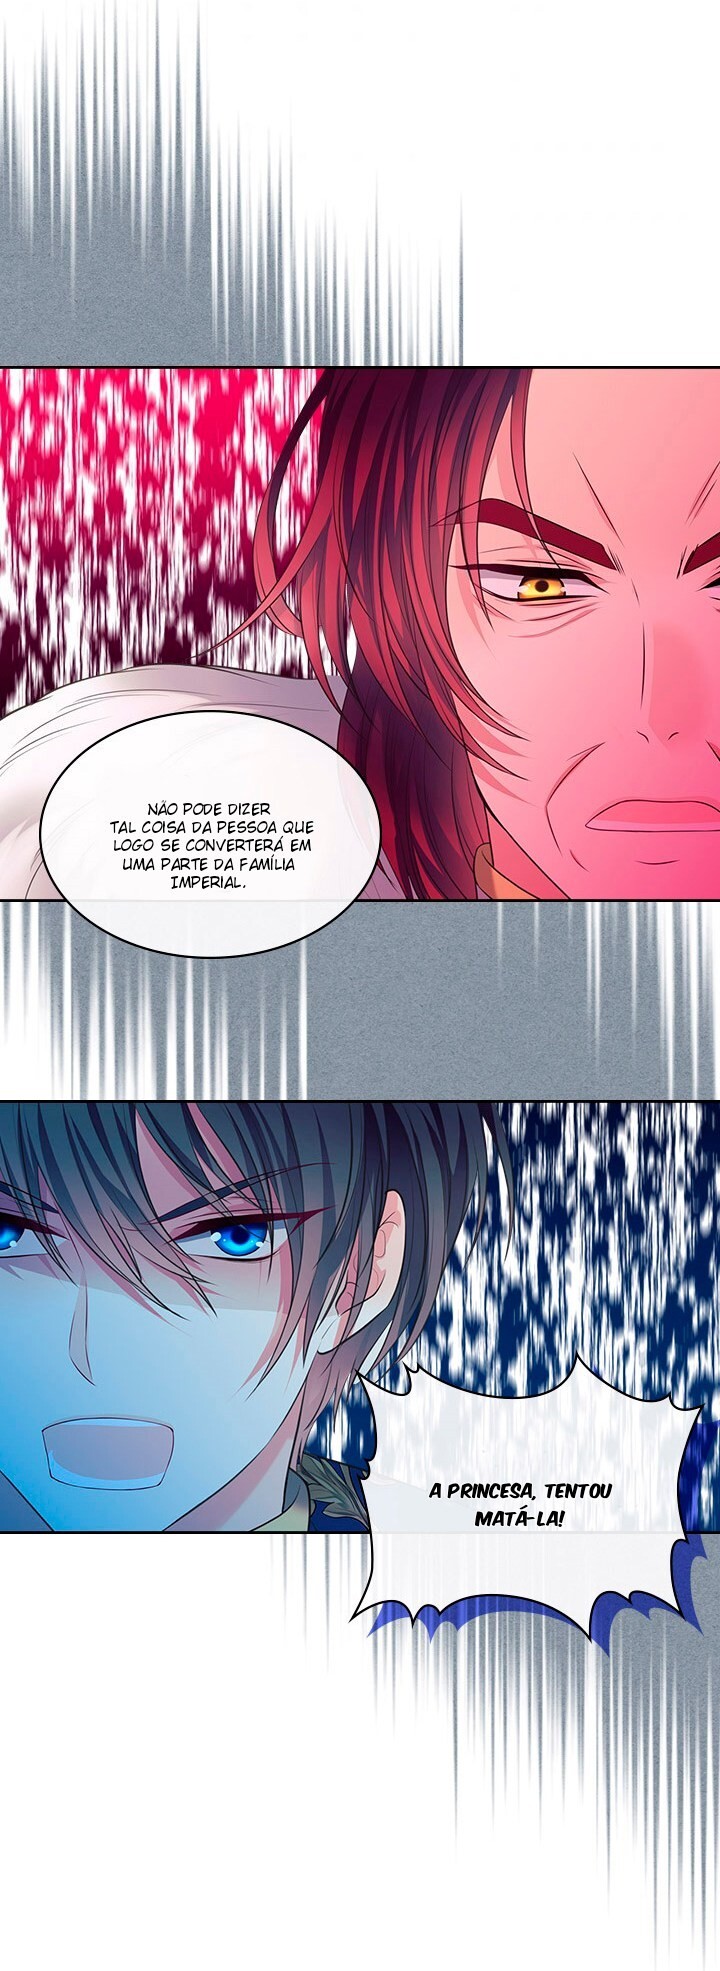 NÃO PODE DIZER
TAL COISA DA PESSOA QUE
LOGO SE CONVERTERÁ EM
UMA PARTE DA FAMÍLIA
IMPERIAL.
A PRINCESA, TENTOU
MATÁ-LA!